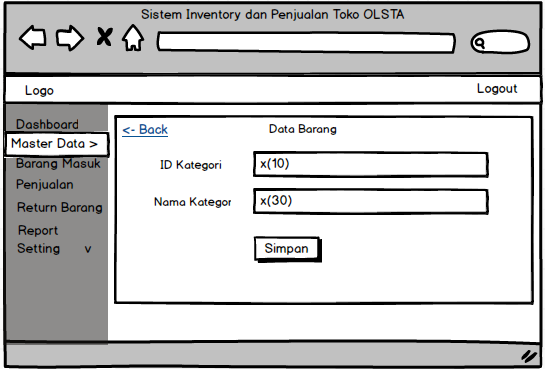 Sistem Inventory dan Penjualan Toko OLSTA
Logo
Logout
Dashboard
Master Data >
Barang Masuk
Penjualan
Return Barang
Report
Setting v
<- Back
Data Barang
ID Kategori
x(10)
Nama Kategor
x(30)
Simpan